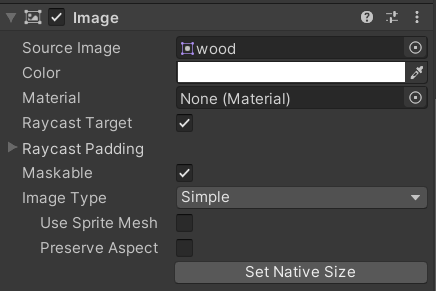 Image
Source Image wood
Color
Material None (Material)
Raycast Target
Raycast Padding
Maskable
Image Type Simple
Use Sprite Mesh
Preserve Aspect
Set Native Size